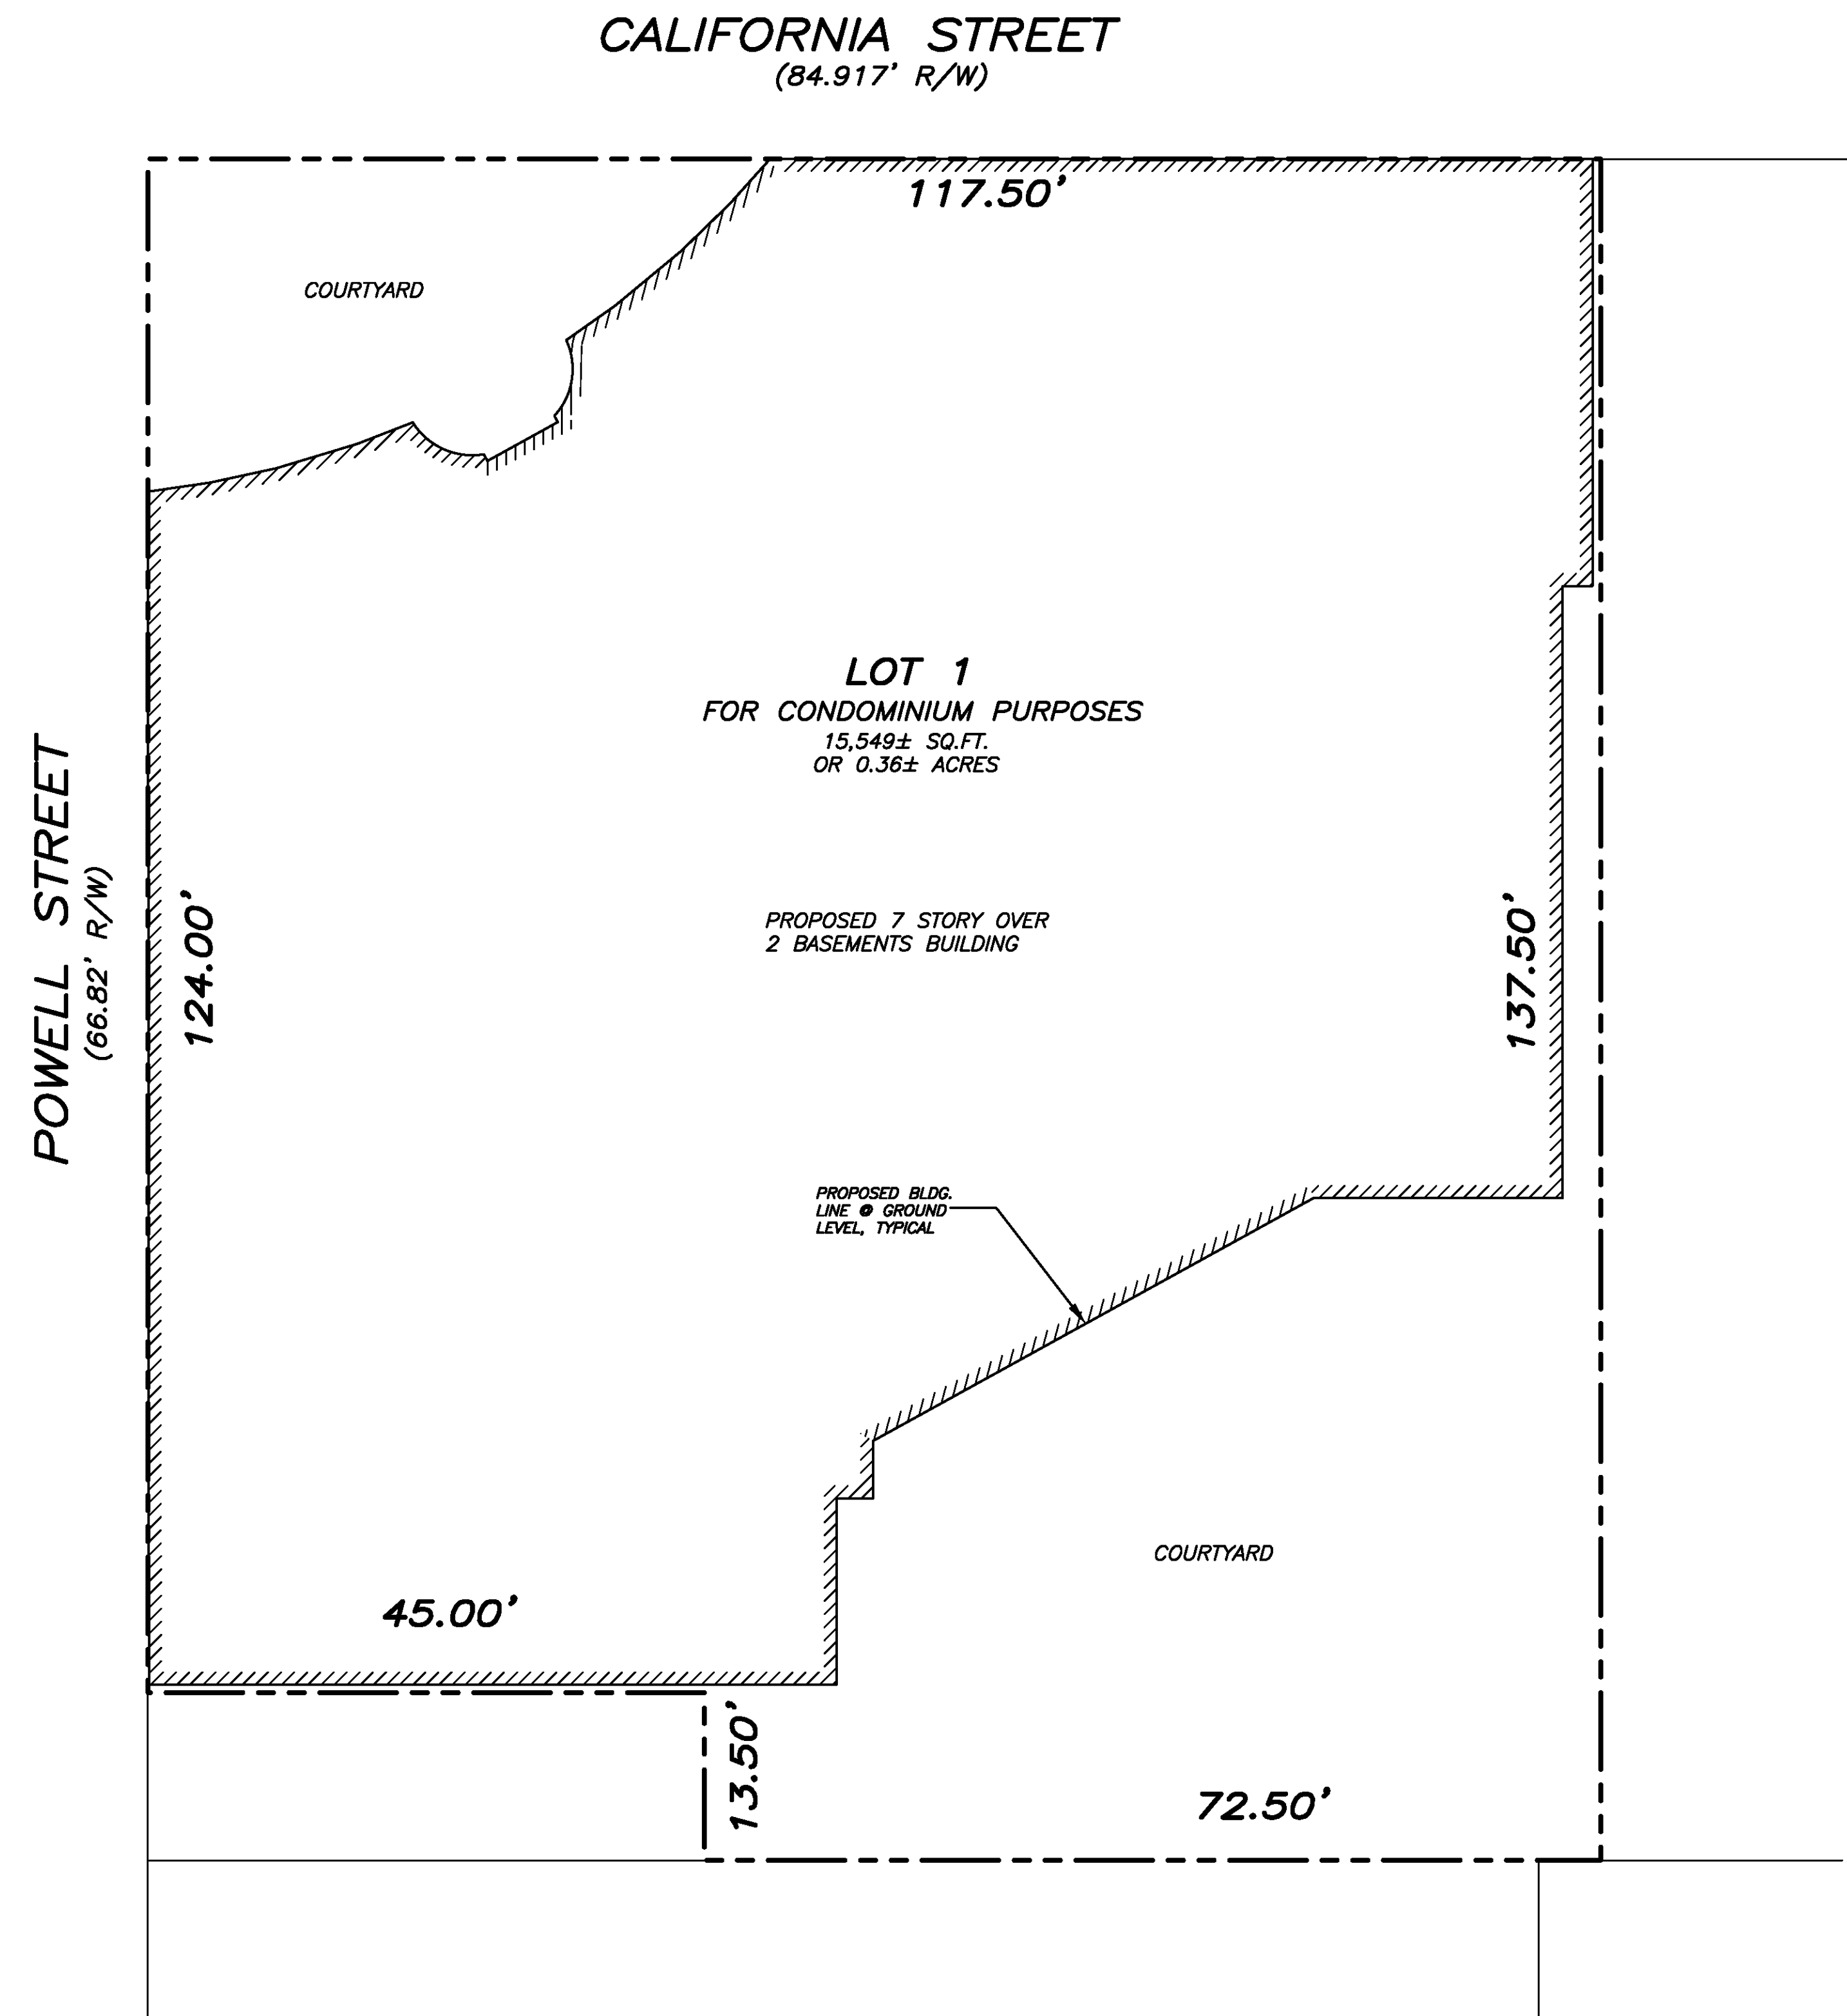 CALIFORNIA STREET
(84.917' R/W)
117.50'
COURTYARD
LOT 1
FOR CONDOMINIUM PURPOSES
15,549± SQ.FT.
OR 0.36± ACRES
POWELL STREET
(66.82' R/W)
124.00'
PROPOSED 7 STORY OVER
2 BASEMENTS BUILDING
137.50'
PROPOSED BLDG.
LINE @ GROUND
LEVEL, TYPICAL
COURTYARD
45.00'
13.50'
72.50'